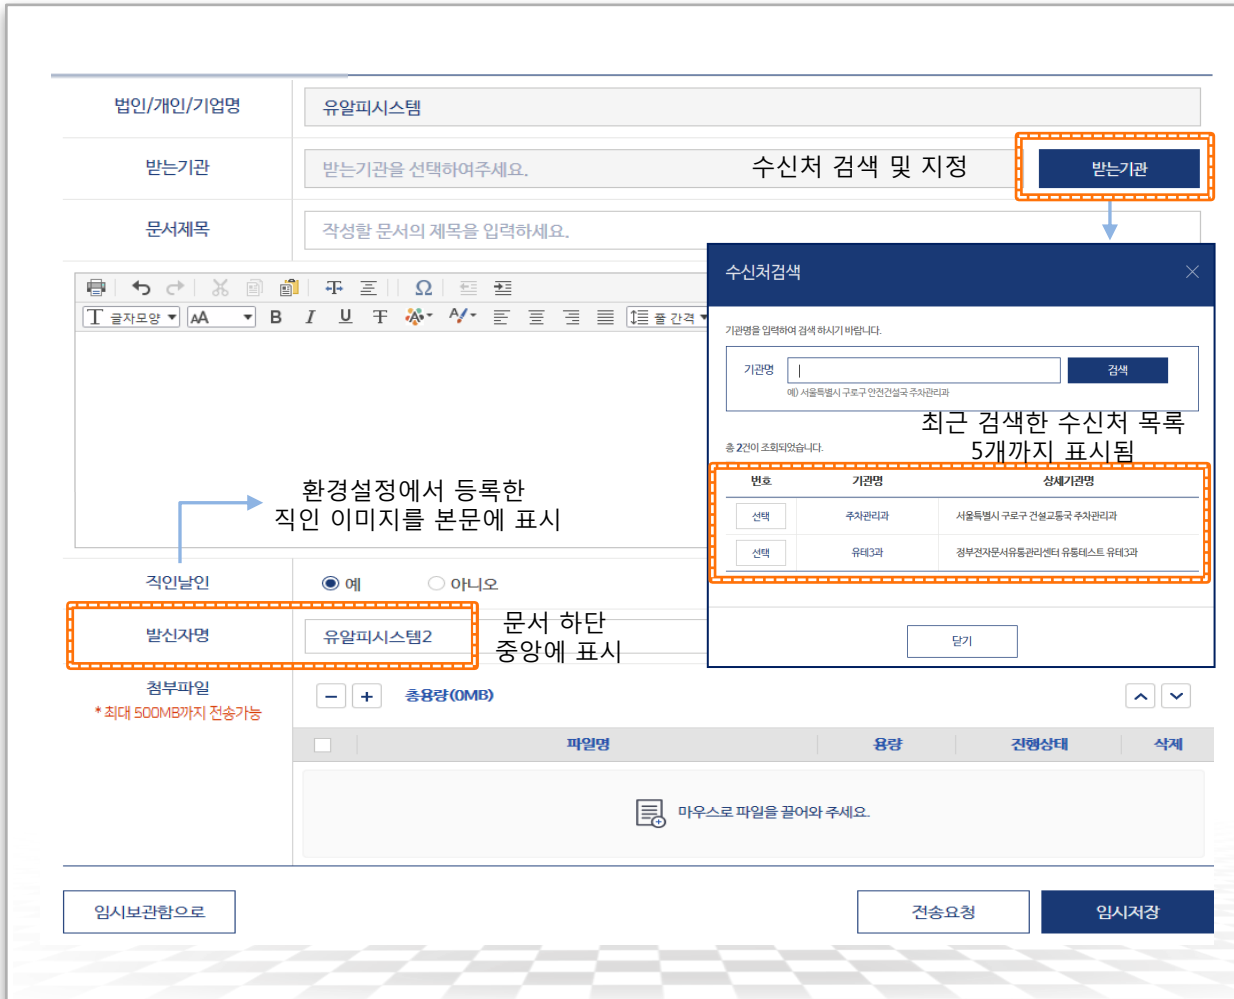 법인/개인/기업명
유알피시스템
받는기관
받는기관을 선택하여주세요.
수신처 검색 및 지정
받는기관
문서제목
작성할 문서의 제목을 입력하세요.
글자모양
AA
B I U
줄 간격
수신처검색
기관명을 입력하여 검색 하시기 바랍니다.
기관명
검색
예) 서울특별시 구로구 안전건설국 주차관리과
최근 검색한 수신처 목록
5개까지 표시됨
총 2건이 조회되었습니다.
번호 기관명 상세기관명
선택 주차관리과 서울특별시 구로구 건설교통국 주차관리과
선택 유테3과 정부전자문서유통관리센터 유통테스트 유테3과
닫기
환경설정에서 등록한
직인 이미지를 본문에 표시
직인날인
예 아니오
발신자명
유알피시스템2
문서 하단
중앙에 표시
첨부파일
* 최대 500MB까지 전송가능
총용량(0MB)
파일명 용량 진행상태 삭제
마우스로 파일을 끌어와 주세요.
임시보관함으로
전송요청
임시저장